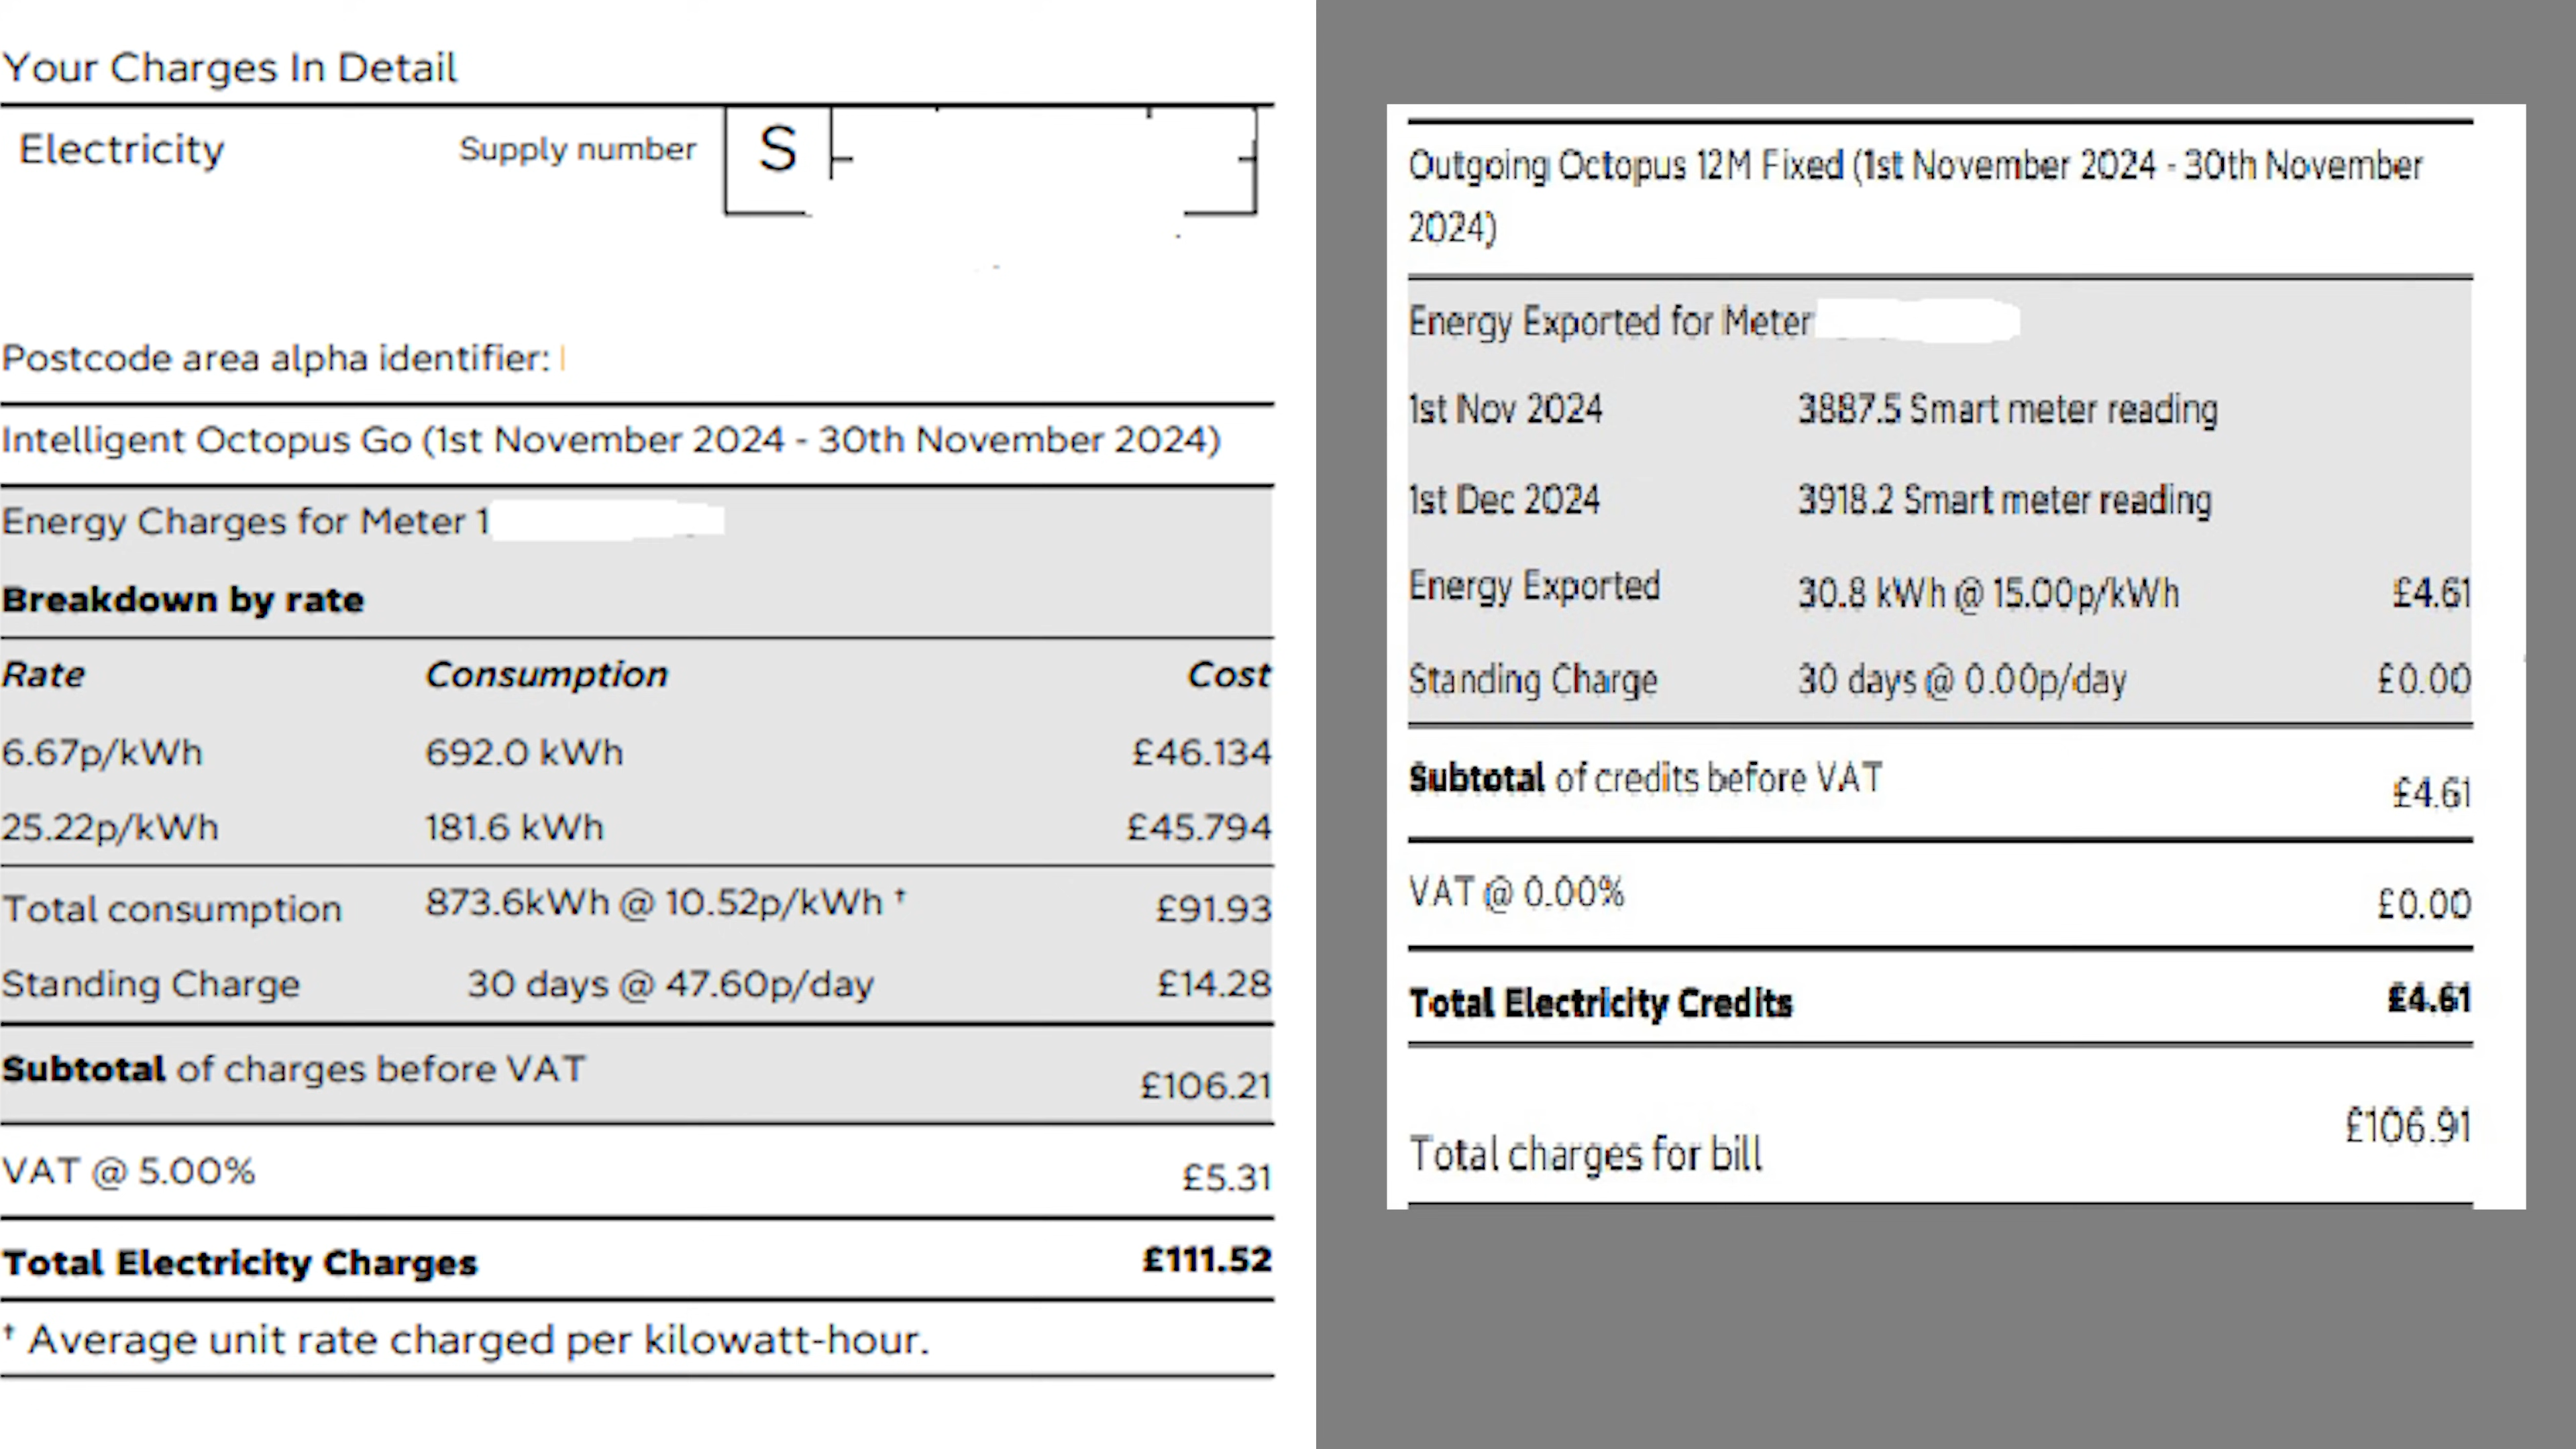 Your Charges In Detail
Electricity Supply number S
Postcode area alpha identifier:
Intelligent Octopus Go (1st November 2024 - 30th November 2024)
Energy Charges for Meter 1
Breakdown by rate
Rate Consumption Cost
6.67p/kWh 692.0 kWh £46.134
25.22p/kWh 181.6 kWh £45.794
Total consumption 873.6kWh @ 10.52p/kWh † £91.93
Standing Charge 30 days @ 47.60p/day £14.28
Subtotal of charges before VAT £106.21
VAT @ 5.00% £5.31
Total Electricity Charges £111.52
† Average unit rate charged per kilowatt-hour.
Outgoing Octopus 12M Fixed (1st November 2024 - 30th November
2024)
Energy Exported for Meter
1st Nov 2024 3887.5 Smart meter reading
1st Dec 2024 3918.2 Smart meter reading
Energy Exported 30.8 kWh @ 15.00p/kWh £4.61
Standing Charge 30 days @ 0.00p/day £0.00
Subtotal of credits before VAT £4.61
VAT @ 0.00% £0.00
Total Electricity Credits £4.61
Total charges for bill £106.91